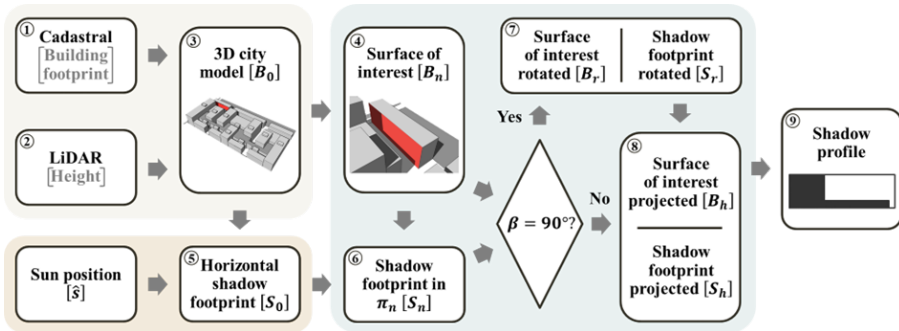 ①
Cadastral
[Building
footprint]
②
LiDAR
[Height]
③
3D city
model [B₀]
④
Surface of
interest [Bₙ]
Sun position
[ŝ]
⑤
Horizontal
shadow
footprint [S₀]
⑥
Shadow
footprint in
πₙ [Sₙ]
β = 90°?
Yes
No
⑦
Surface
of interest
rotated [Bᵣ]
Shadow
footprint
rotated [Sᵣ]
⑧
Surface
of interest
projected [Bₕ]
Shadow
footprint
projected [Sₕ]
⑨
Shadow
profile